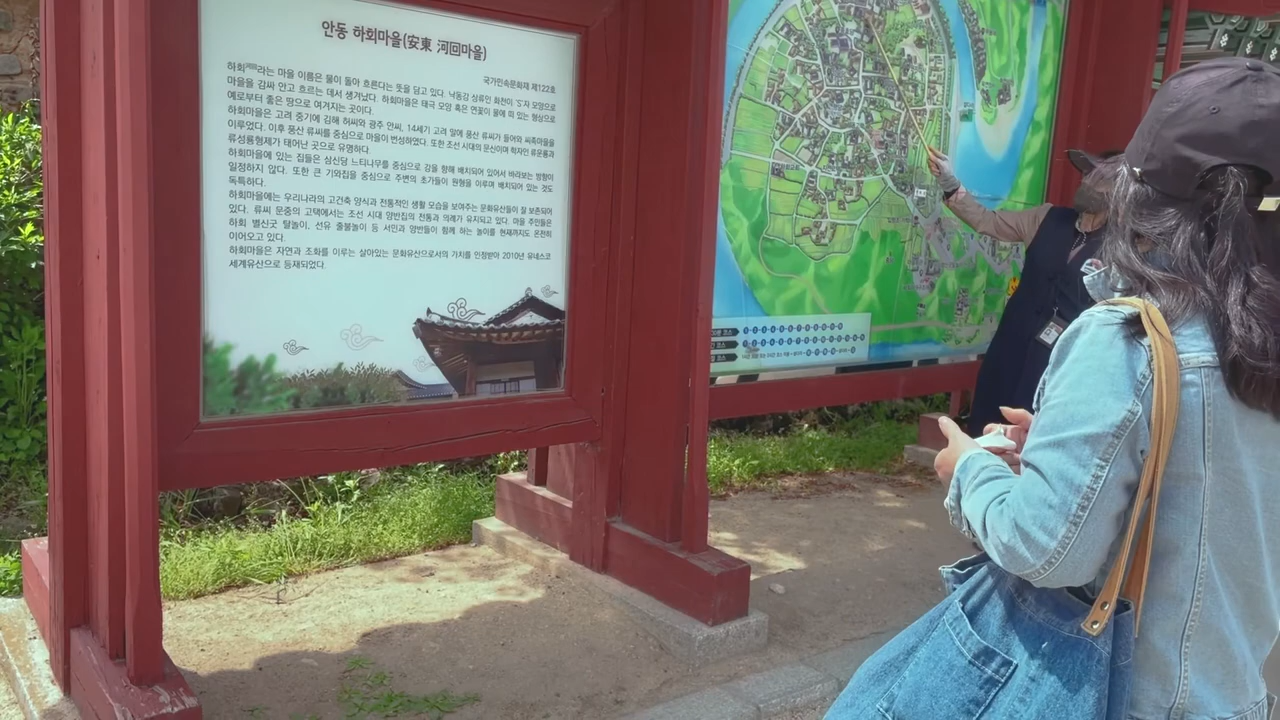 안동 하회마을(安東 河回마을)
국가민속문화재 제122호
하회河回라는 마을 이름은 물이 돌아 흐른다는 뜻을 담고 있다. 낙동강 상류인 화천이 ‘S’자 모양으로
마을을 감싸 안고 흐르는 데서 생겨났다. 하회마을은 태극 모양 혹은 연꽃이 물에 떠 있는 형상으로
예로부터 좋은 땅으로 여겨지는 곳이다.
하회마을은 고려 중기에 김해 허씨와 광주 안씨, 14세기 고려 말에 풍산 류씨가 들어와 씨족마을을
이루었다. 이후 풍산 류씨를 중심으로 마을이 번성하였다. 또한 조선 시대의 문신이며 학자인 류운룡과
류성룡형제가 태어난 곳으로 유명하다.
하회마을에 있는 집들은 삼신당 느티나무를 중심으로 강을 향해 배치되어 있어서 바라보는 방향이
일정하지 않다. 또한 큰 기와집을 중심으로 주변의 초가들이 원형을 이루며 배치되어 있는 것도
독특하다.
하회마을에는 우리나라의 고건축 양식과 전통적인 생활 모습을 보여주는 문화유산들이 잘 보존되어
있다. 류씨 문중의 고택에서는 조선 시대 양반집의 전통과 의례가 유지되고 있다. 마을 주민들은
하회 별신굿 탈놀이, 선유 줄불놀이 등 서민과 양반들이 함께 하는 놀이를 현재까지도 온전히
이어오고 있다.
하회마을은 자연과 조화를 이루는 살아있는 문화유산으로서의 가치를 인정받아 2010년 유네스코
세계유산으로 등재되었다.